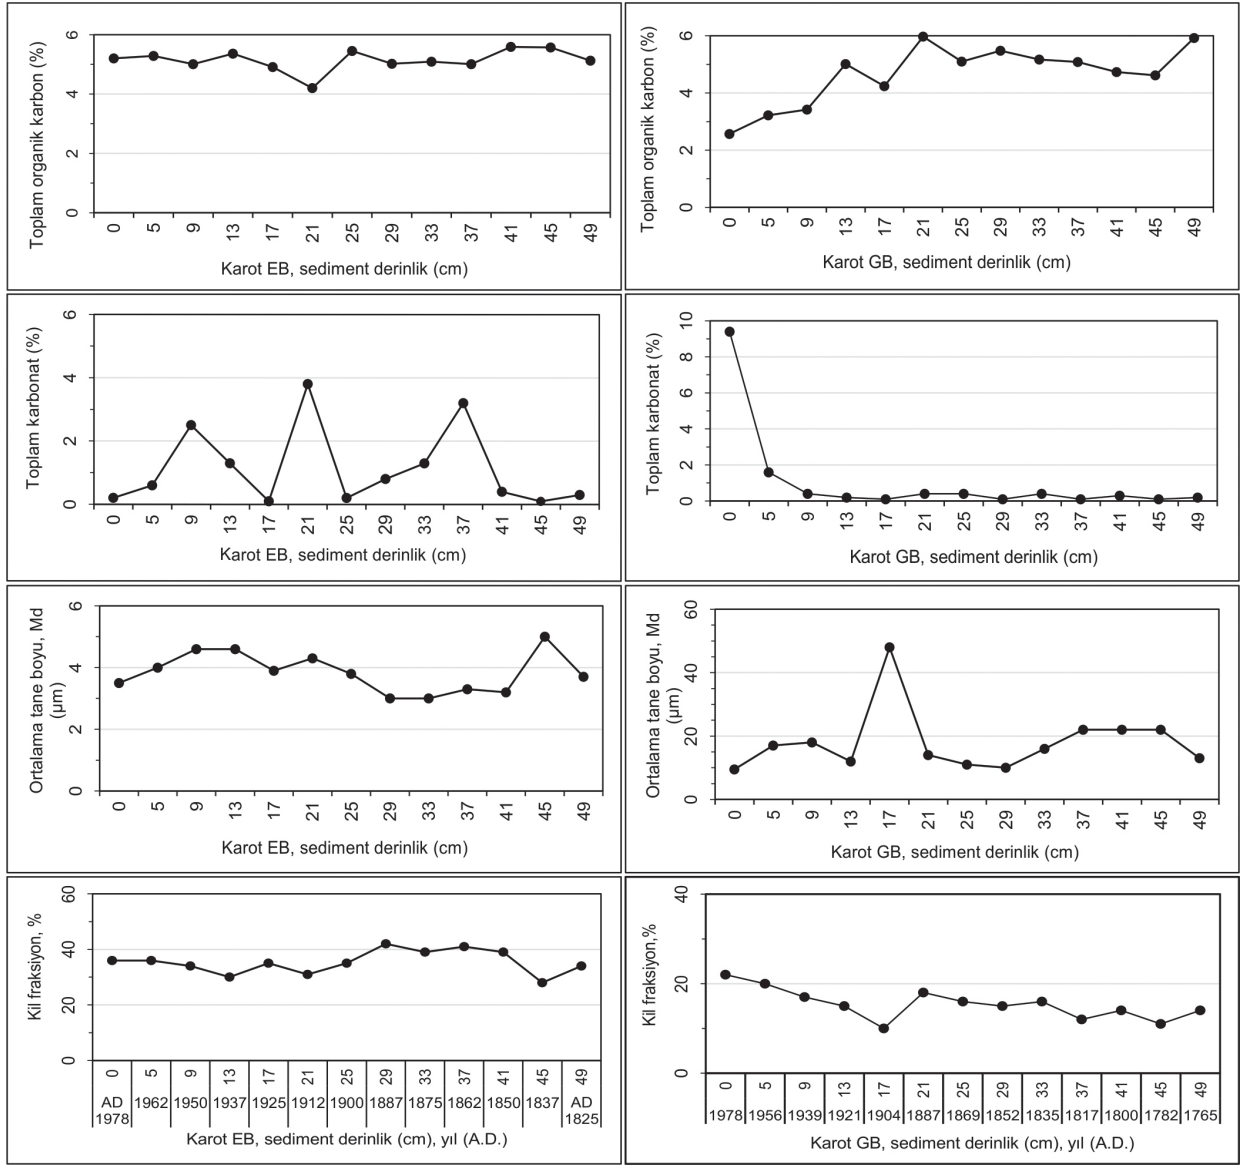 Toplam organik karbon (%)
6
4
2
0
0 5 9 13 17 21 25 29 33 37 41 45 49
Karot EB, sediment derinlik (cm)
Toplam organik karbon (%)
6
4
2
0
0 5 9 13 17 21 25 29 33 37 41 45 49
Karot GB, sediment derinlik (cm)
Toplam karbonat (%)
6
4
2
0
0 5 9 13 17 21 25 29 33 37 41 45 49
Karot EB, sediment derinlik (cm)
Toplam karbonat (%)
10
8
6
4
2
0
0 5 9 13 17 21 25 29 33 37 41 45 49
Karot GB, sediment derinlik (cm)
Ortalama tane boyu, Md
(µm)
6
4
2
0
0 5 9 13 17 21 25 29 33 37 41 45 49
Karot EB, sediment derinlik (cm)
Ortalama tane boyu, Md
(µm)
60
40
20
0
0 5 9 13 17 21 25 29 33 37 41 45 49
Karot GB, sediment derinlik (cm)
Kil fraksiyon, %
60
40
20
0
0 5 9 13 17 21 25 29 33 37 41 45 49
AD 1962 1950 1937 1925 1912 1900 1887 1875 1862 1850 1837 AD
1978 1825
Karot EB, sediment derinlik (cm), yıl (A.D.)
Kil fraksiyon,%
40
20
0
0 5 9 13 17 21 25 29 33 37 41 45 49
1978 1956 1939 1921 1904 1887 1869 1852 1835 1817 1800 1782 1765
Karot GB, sediment derinlik (cm), yıl (A.D.)